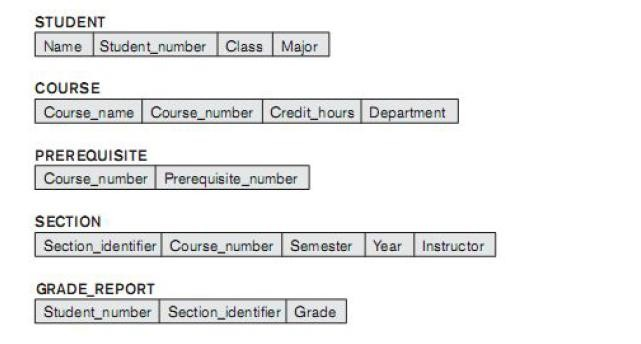 STUDENT
Name Student_number Class Major
COURSE
Course_name Course_number Credit_hours Department
PREREQUISITE
Course_number Prerequisite_number
SECTION
Section_identifier Course_number Semester Year Instructor
GRADE_REPORT
Student_number Section_identifier Grade